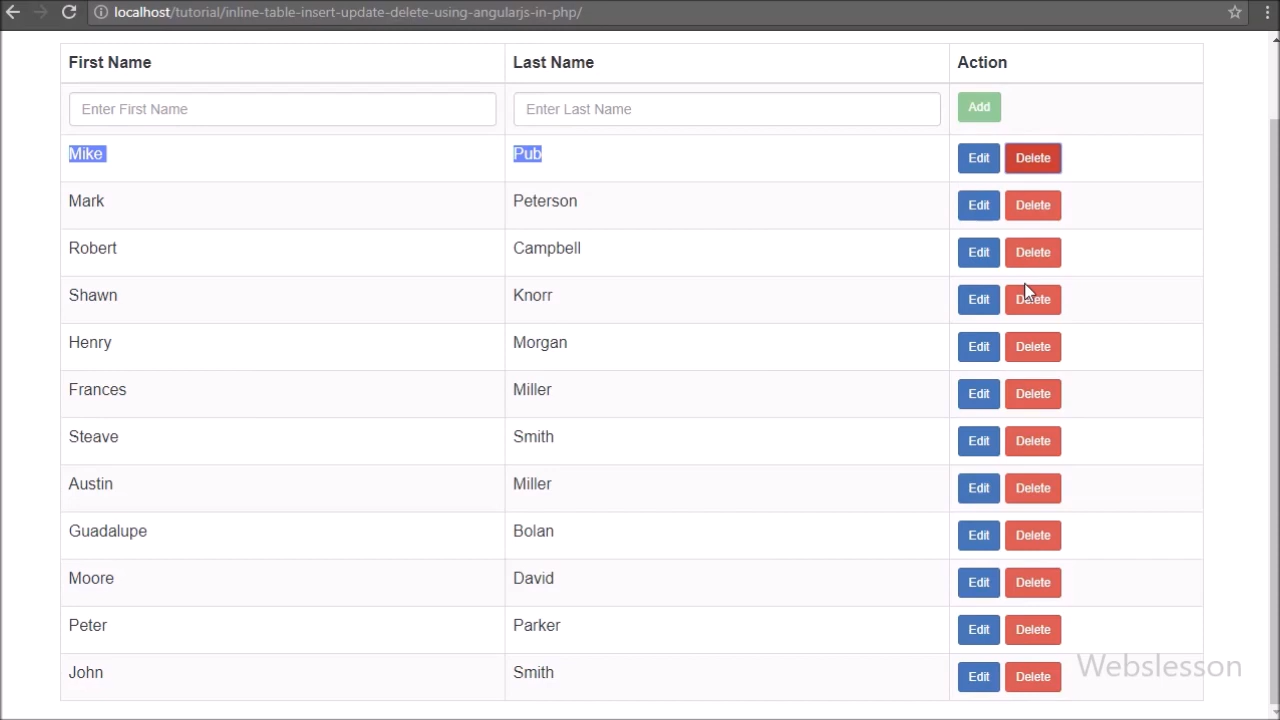 localhost/tutorial/inline-table-insert-update-delete-using-angularjs-in-php/
First Name Last Name Action
Enter First Name Enter Last Name Add
Mike Pub Edit Delete
Mark Peterson Edit Delete
Robert Campbell Edit Delete
Shawn Knorr Edit Delete
Henry Morgan Edit Delete
Frances Miller Edit Delete
Steave Smith Edit Delete
Austin Miller Edit Delete
Guadalupe Bolan Edit Delete
Moore David Edit Delete
Peter Parker Edit Delete
John Smith Edit Delete
Webslesson